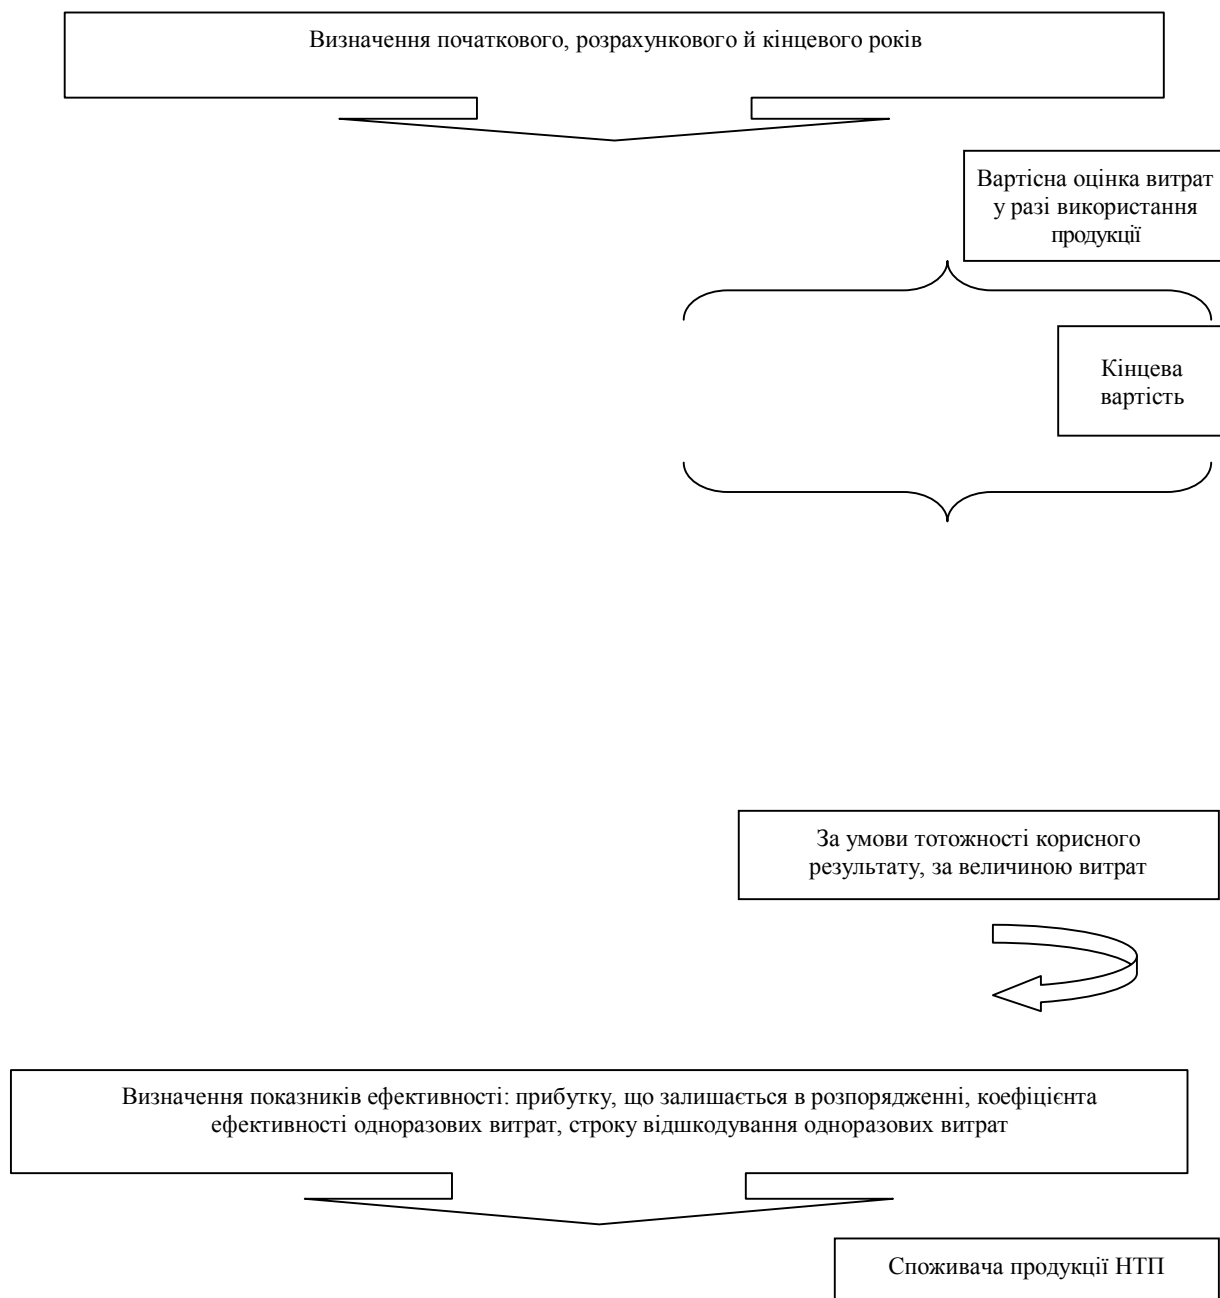 Визначення початкового, розрахункового й кінцевого років
Вартісна оцінка витрат
у разі використання
продукції
Кінцева
вартість
За умови тотожності корисного
результату, за величиною витрат
Визначення показників ефективності: прибутку, що залишається в розпорядженні, коефіцієнта
ефективності одноразових витрат, строку відшкодування одноразових витрат
Споживача продукції НТП